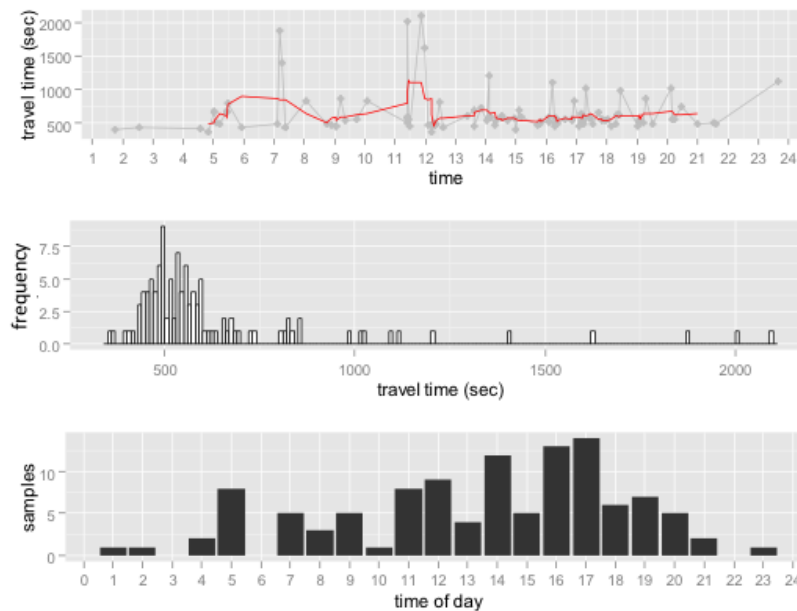 travel time (sec)
2000
1500
1000
500
1 2 3 4 5 6 7 8 9 10 11 12 13 14 15 16 17 18 19 20 21 22 23 24
time
frequency
7.5
5.0
2.5
0.0
500 1000 1500 2000
travel time (sec)
samples
10
5
0
0 1 2 3 4 5 6 7 8 9 10 11 12 13 14 15 16 17 18 19 20 21 22 23 24
time of day